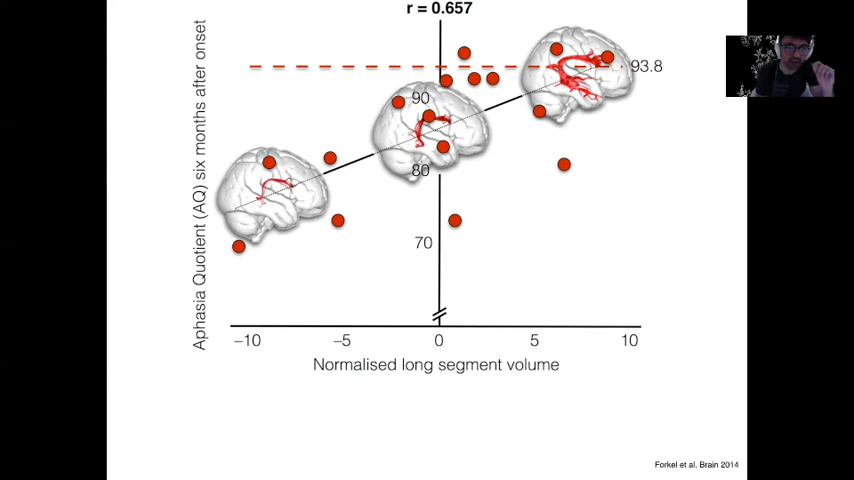 r = 0.657
Aphasia Quotient (AQ) six months after onset
93.8
90
80
70
−10
−5
0
5
10
Normalised long segment volume
Forkel et al. Brain 2014